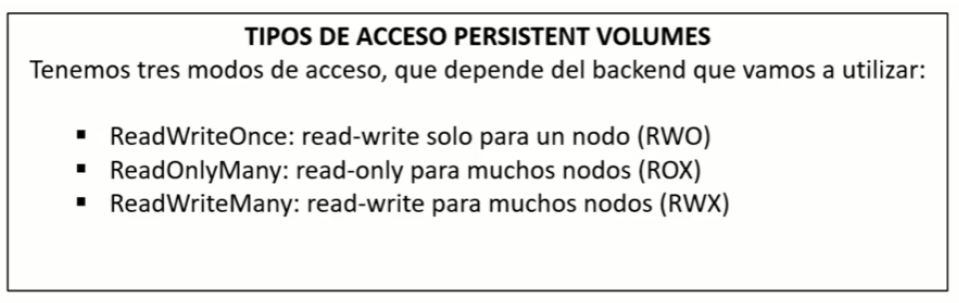 TIPOS DE ACCESO PERSISTENT VOLUMES
Tenemos tres modos de acceso, que depende del backend que vamos a utilizar:
▪ ReadWriteOnce: read-write solo para un nodo (RWO)
▪ ReadOnlyMany: read-only para muchos nodos (ROX)
▪ ReadWriteMany: read-write para muchos nodos (RWX)